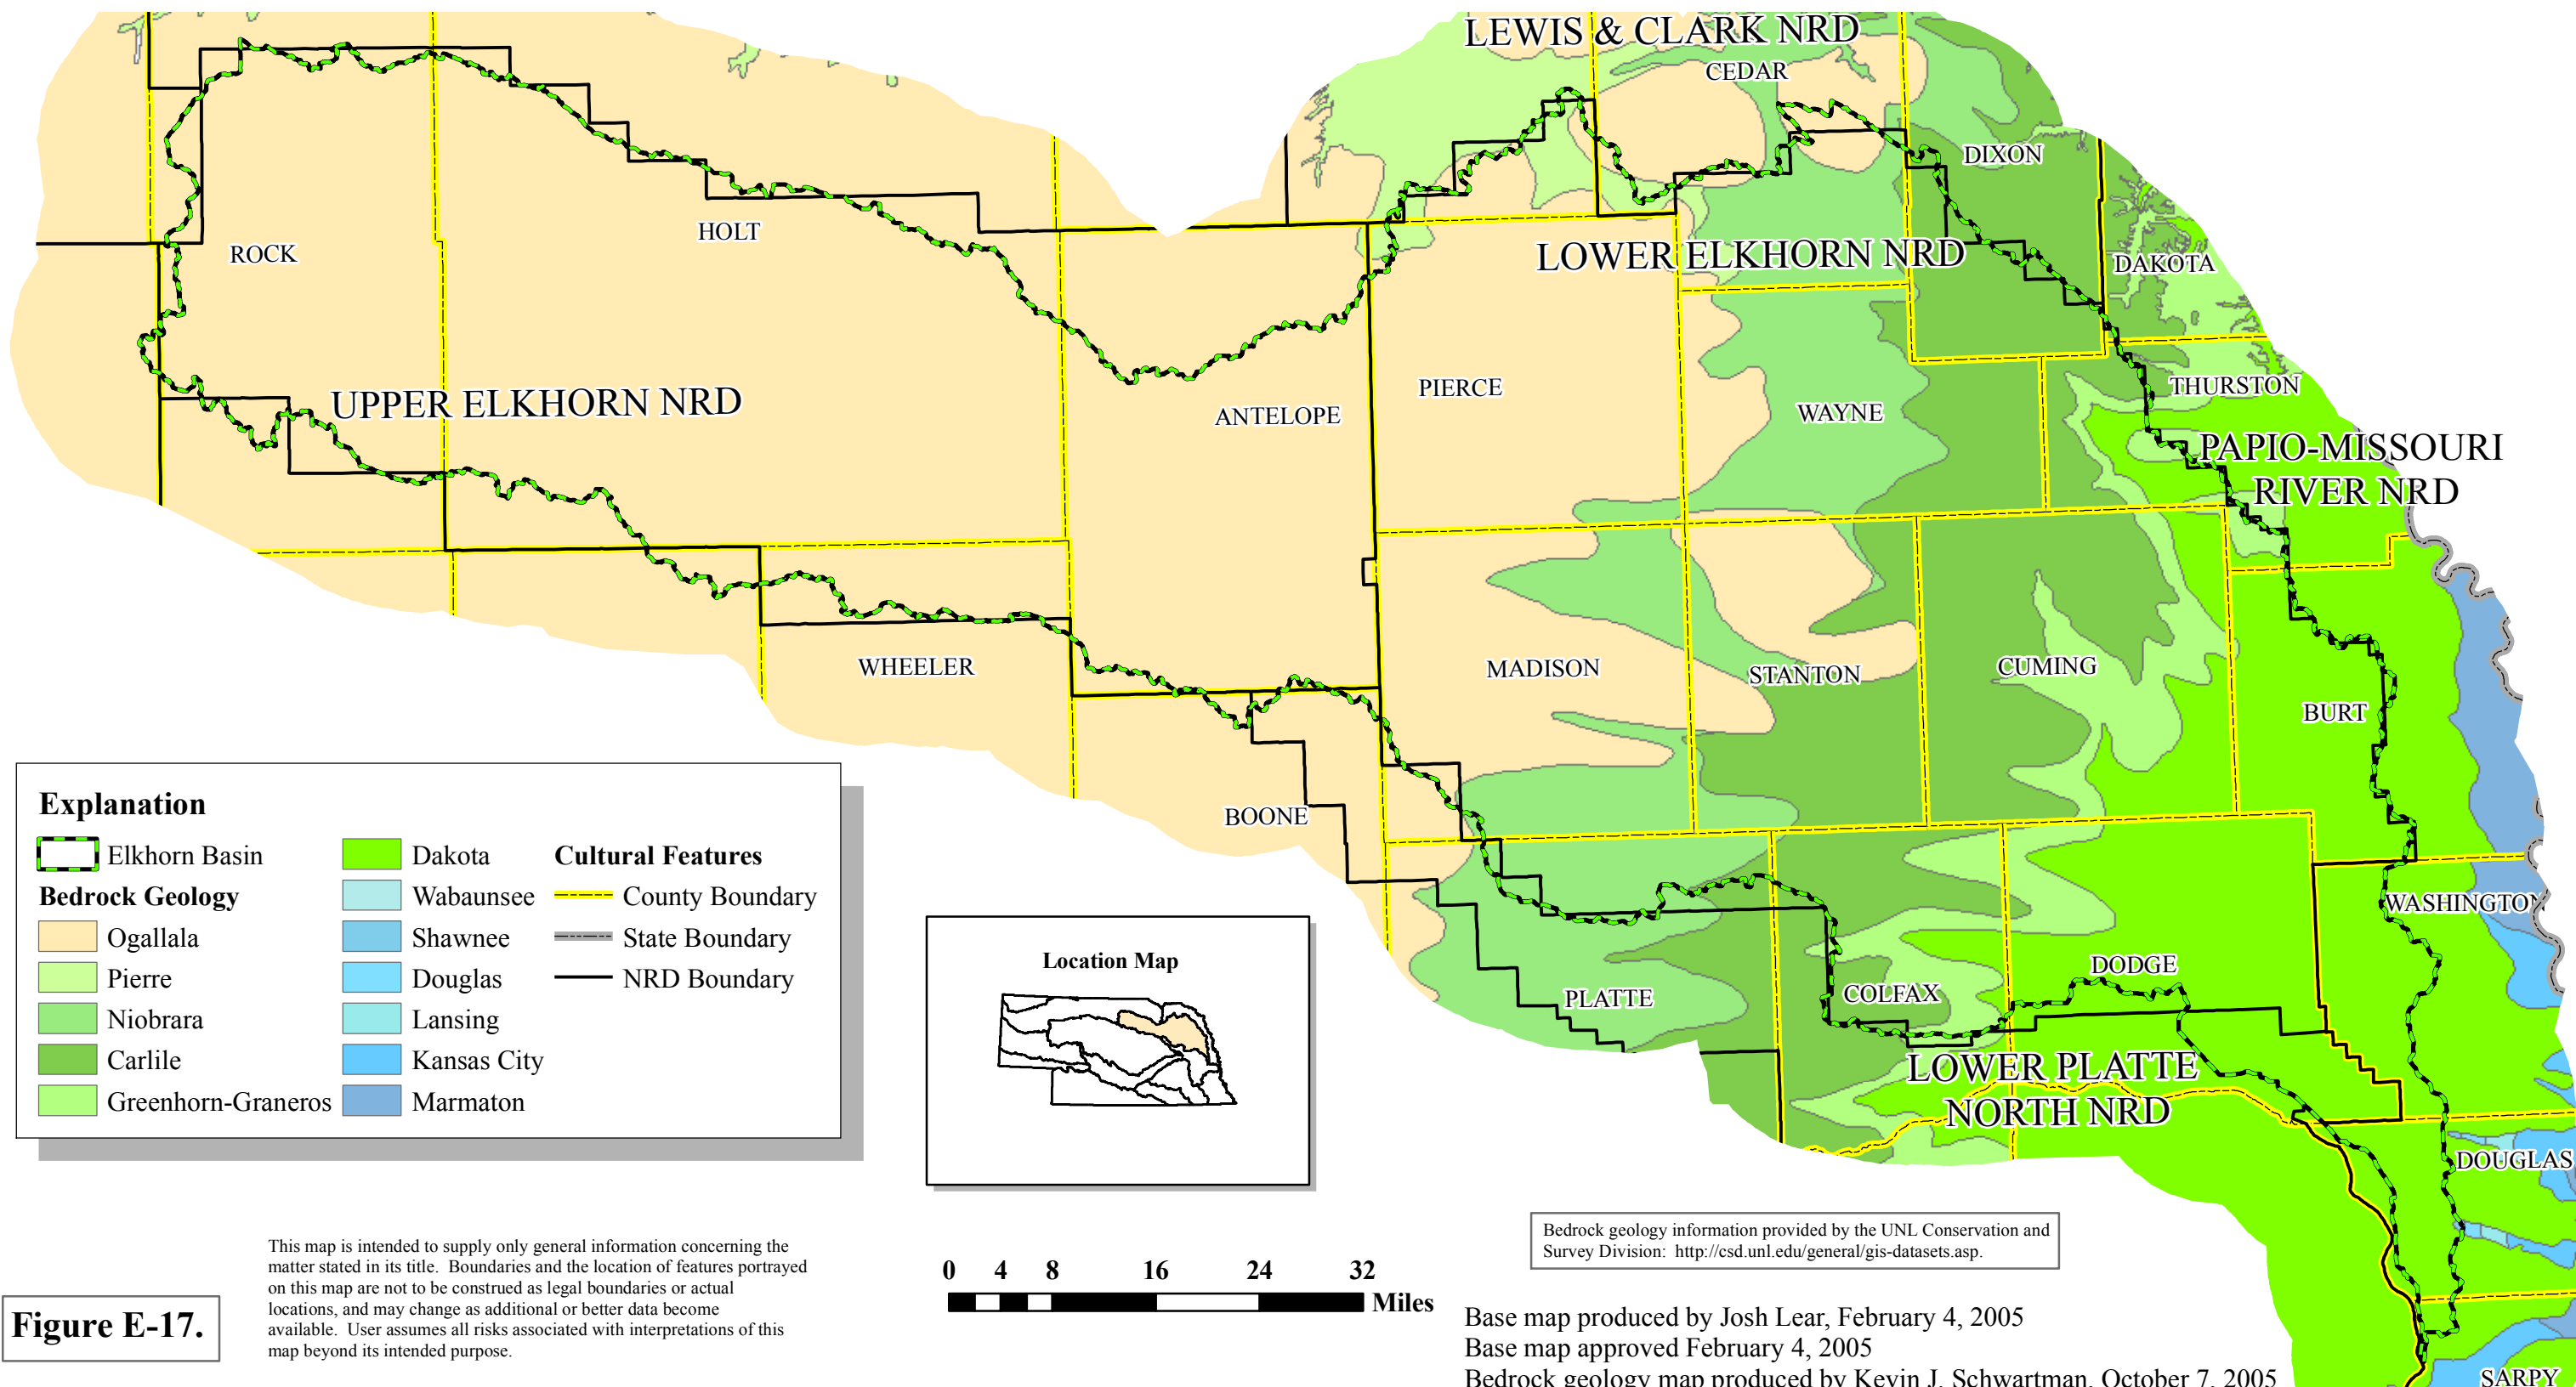 LEWIS & CLARK NRD
CEDAR
DIXON
HOLT
ROCK
LOWER ELKHORN NRD
DAKOTA
UPPER ELKHORN NRD
PIERCE
THURSTON
ANTELOPE
WAYNE
PAPIO-MISSOURI
RIVER NRD
WHEELER
MADISON
STANTON
CUMING
BURT
BOONE
WASHINGTON
DODGE
PLATTE
COLFAX
LOWER PLATTE
NORTH NRD
DOUGLAS
SARPY
Explanation
Elkhorn Basin
Bedrock Geology
Ogallala
Pierre
Niobrara
Carlile
Greenhorn-Graneros
Dakota
Wabaunsee
Shawnee
Douglas
Lansing
Kansas City
Marmaton
Cultural Features
County Boundary
State Boundary
NRD Boundary
Location Map
Figure E-17.
This map is intended to supply only general information concerning the
matter stated in its title. Boundaries and the location of features portrayed
on this map are not to be construed as legal boundaries or actual
locations, and may change as additional or better data become
available. User assumes all risks associated with interpretations of this
map beyond its intended purpose.
0 4 8 16 24 32
Miles
Bedrock geology information provided by the UNL Conservation and
Survey Division: http://csd.unl.edu/general/gis-datasets.asp.
Base map produced by Josh Lear, February 4, 2005
Base map approved February 4, 2005
Bedrock geology map produced by Kevin J. Schwartman, October 7, 2005